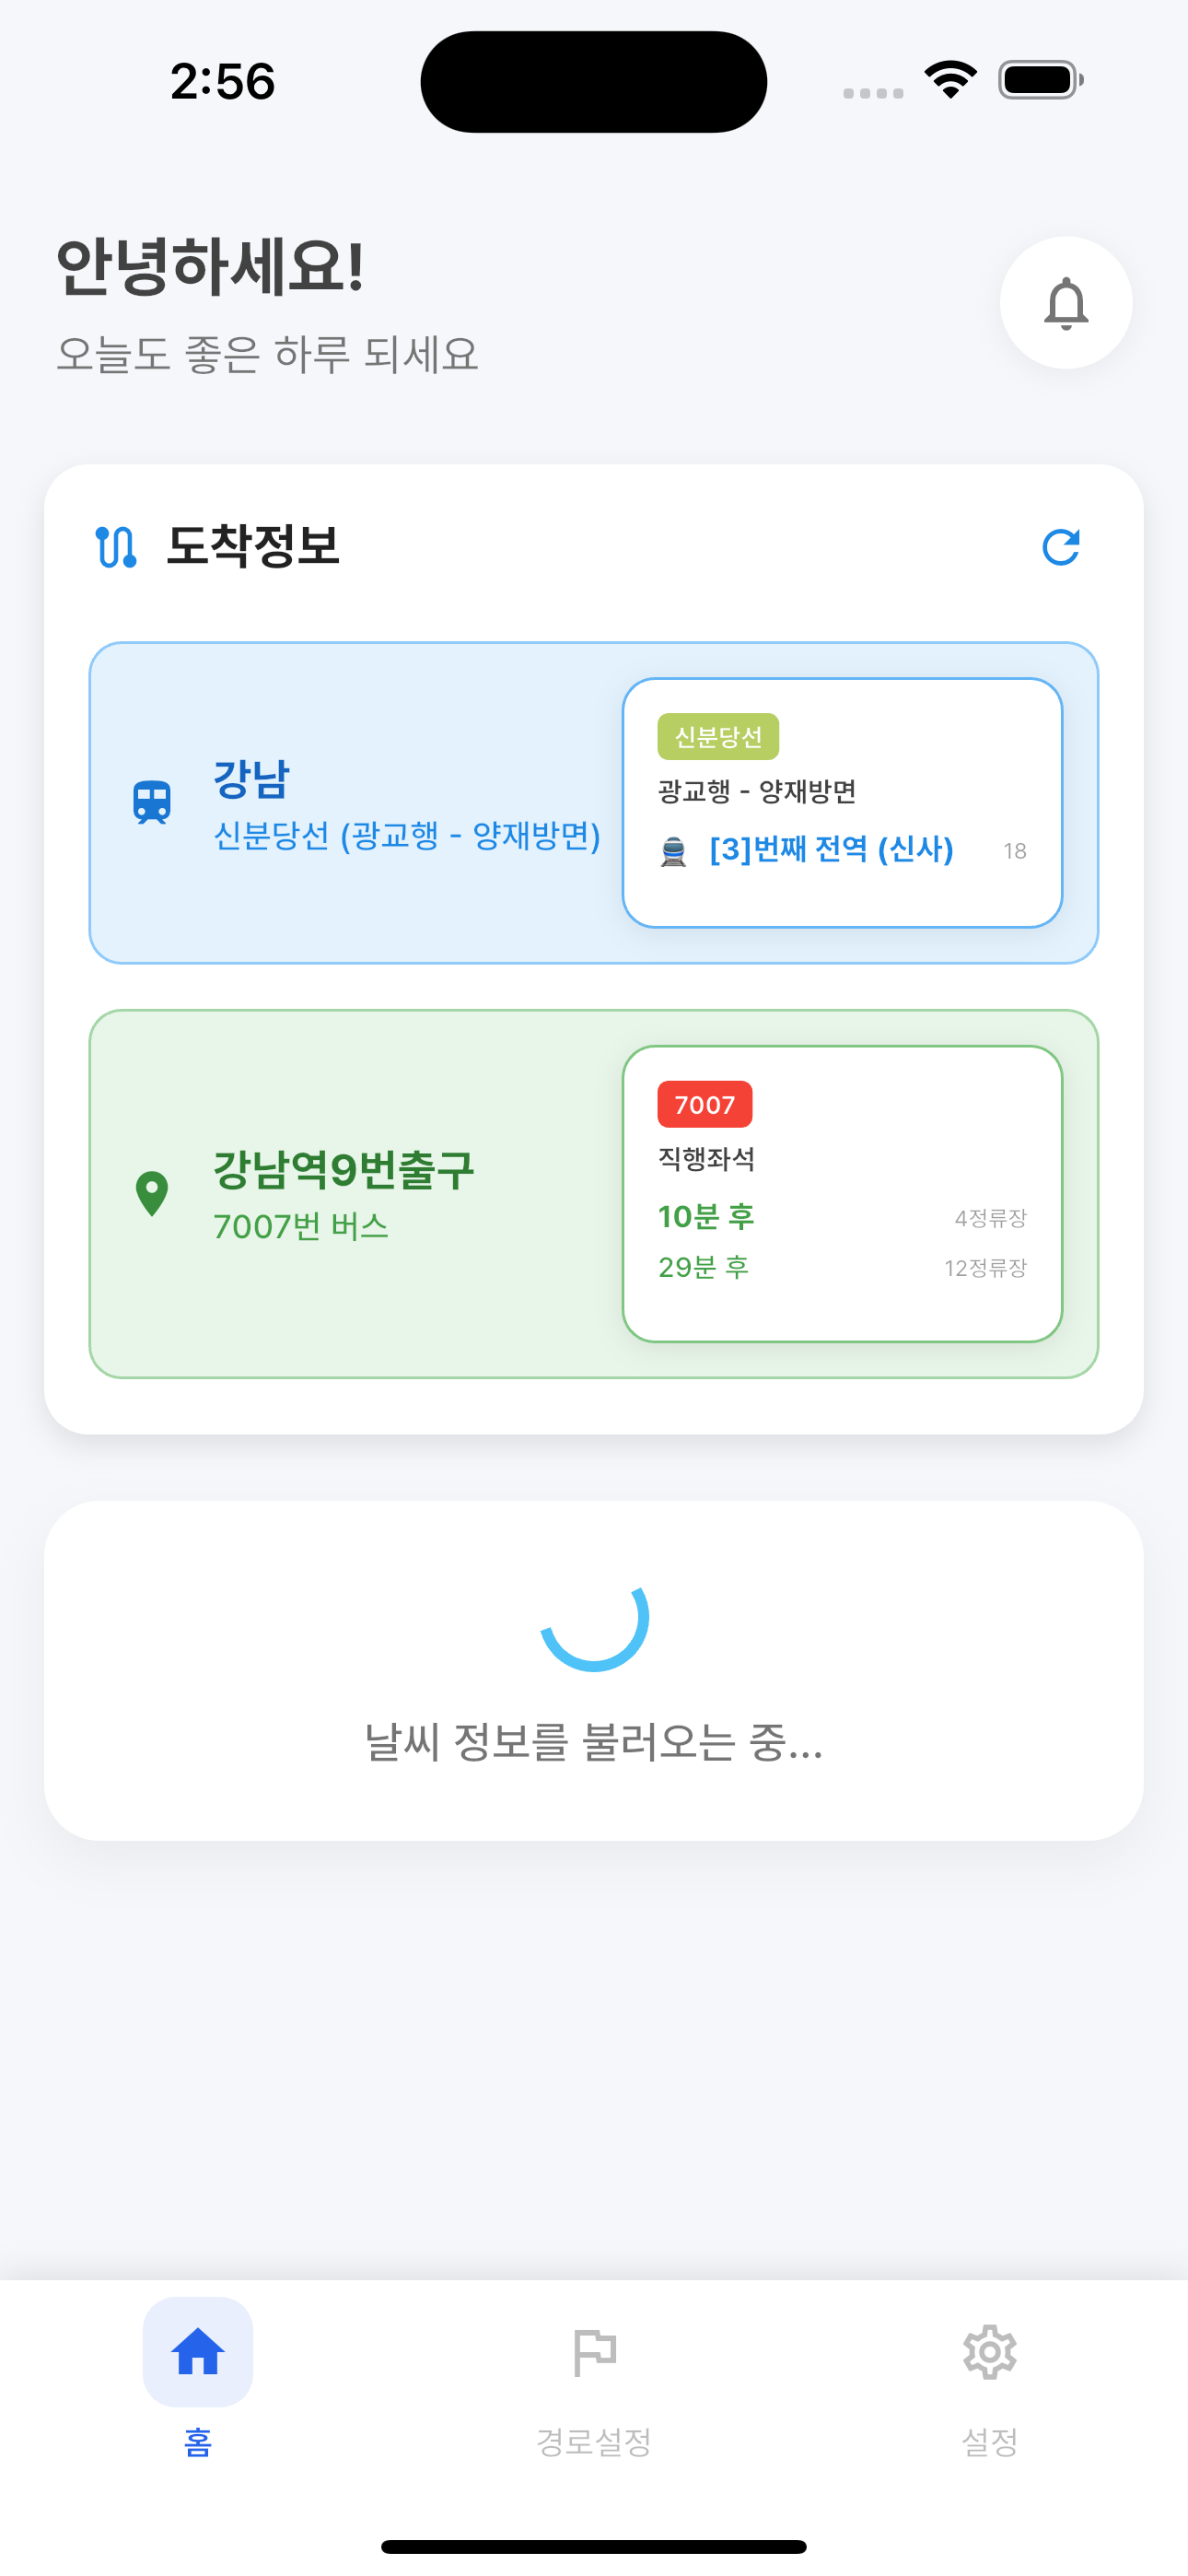 2:56
안녕하세요!
오늘도 좋은 하루 되세요
도착정보
강남
신분당선 (광교행 - 양재방면)
신분당선
광교행 - 양재방면
[3]번째 전역 (신사)
18
강남역9번출구
7007번 버스
7007
직행좌석
10분 후
4정류장
29분 후
12정류장
날씨 정보를 불러오는 중...
홈
경로설정
설정